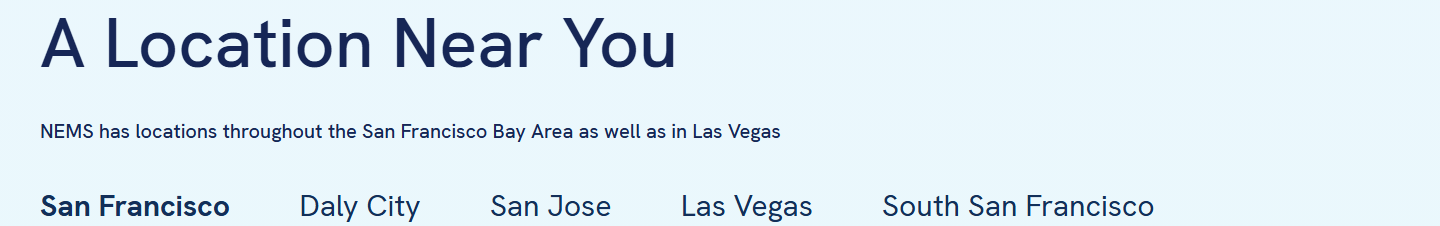 A Location Near You
NEMS has locations throughout the San Francisco Bay Area as well as in Las Vegas
San Francisco Daly City San Jose Las Vegas South San Francisco